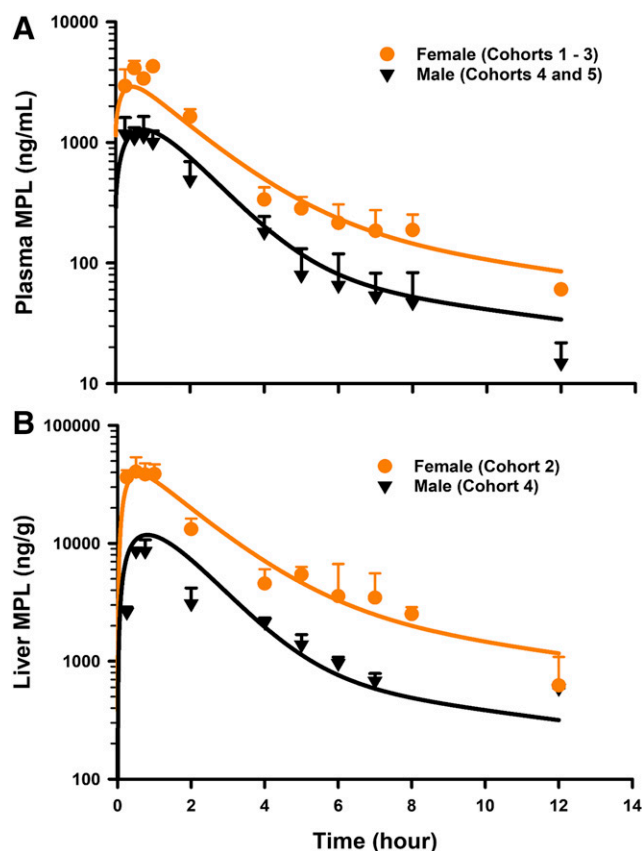 A
10000
1000
100
10
Plasma MPL (ng/mL)
Female (Cohorts 1 - 3)
Male (Cohorts 4 and 5)
B
100000
10000
1000
100
Liver MPL (ng/g)
Female (Cohort 2)
Male (Cohort 4)
0 2 4 6 8 10 12 14
Time (hour)